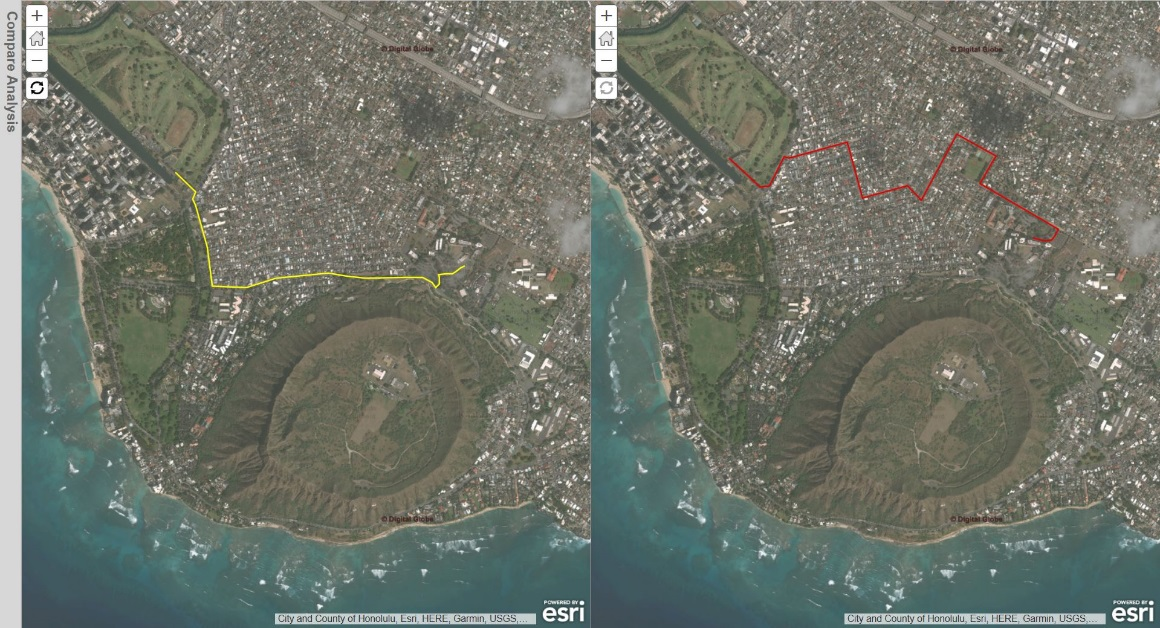 Compare Analysis
+
−
© Digital Globe
© Digital Globe
City and County of Honolulu, Esri, HERE, Garmin, USGS,...
POWERED BY
esri
+
−
© Digital Globe
© Digital Globe
City and County of Honolulu, Esri, HERE, Garmin, USGS,...
POWERED BY
esri